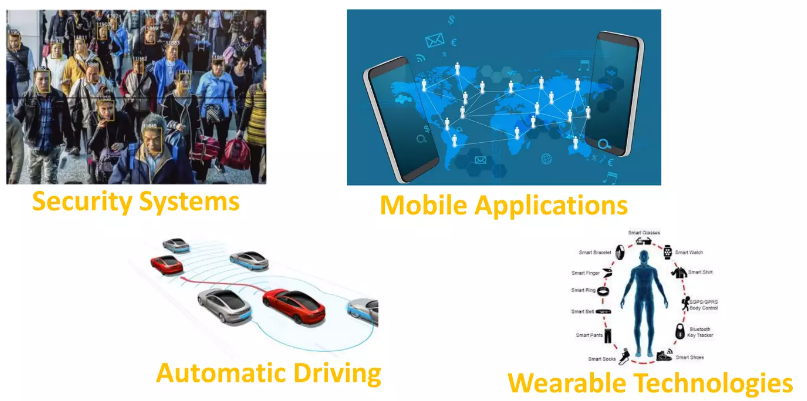 Security Systems
Mobile Applications
Automatic Driving
Smart Glasses
Smart Bracelet
Smart Watch
Smart Finger
Smart Shirt
Smart Ring
GSPS/GPRS
Body Control
Smart Belt
Bluetooth
Key Tracker
Smart Pants
Smart Socks
Smart Shoes
Wearable Technologies